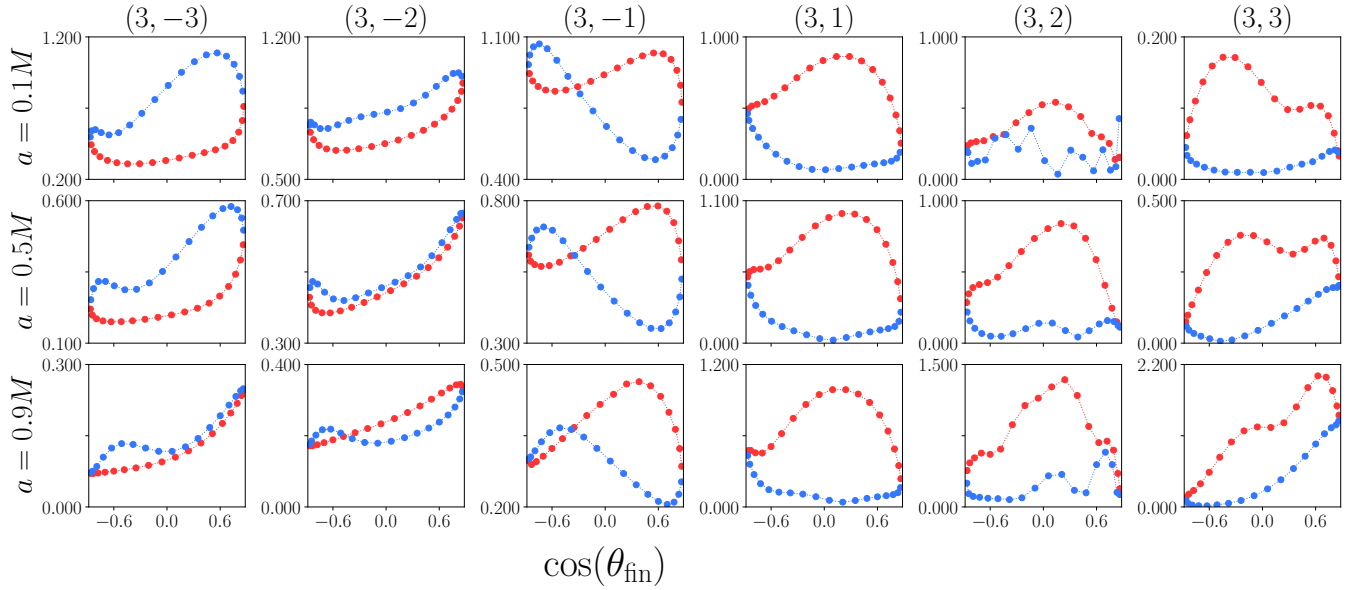 (3, −3) (3, −2) (3, −1) (3, 1) (3, 2) (3, 3)
a = 0.1M
1.200 1.200 1.100 1.000 1.000 0.200
0.200 0.500 0.400 0.000 0.000 0.000
a = 0.5M
0.600 0.700 0.800 1.100 1.000 0.500
0.100 0.300 0.300 0.000 0.000 0.000
a = 0.9M
0.300 0.400 0.500 1.200 1.500 2.200
0.000 0.000 0.200 0.000 0.000 0.000
−0.6 0.0 0.6 −0.6 0.0 0.6 −0.6 0.0 0.6 −0.6 0.0 0.6 −0.6 0.0 0.6 −0.6 0.0 0.6
cos(θfin)